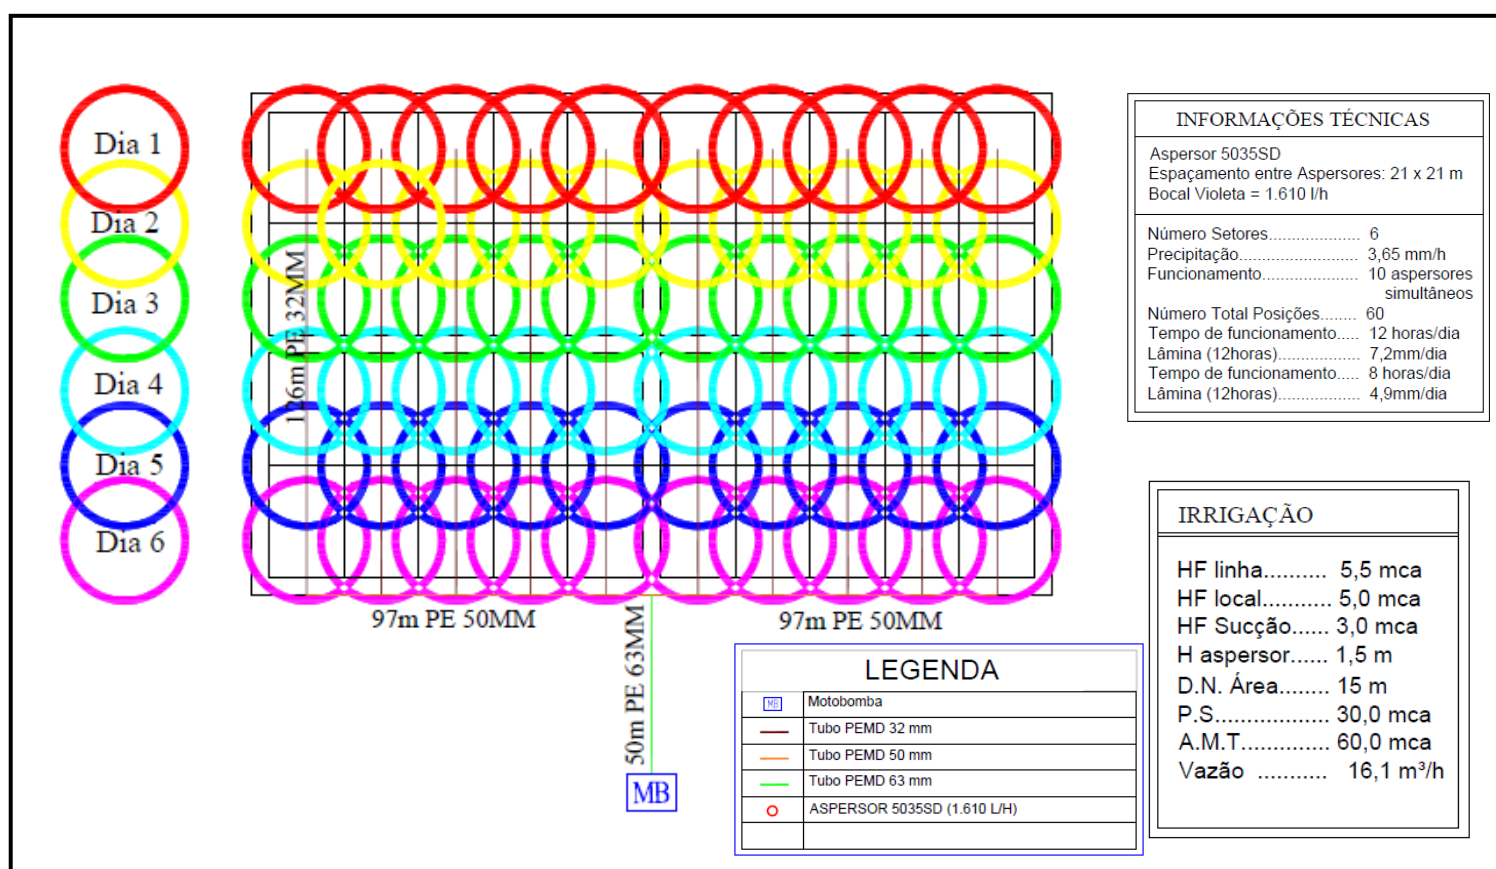 Dia 1
Dia 2
Dia 3
Dia 4
Dia 5
Dia 6
126m PE 32MM
97m PE 50MM
97m PE 50MM
50m PE 63MM
MB
INFORMAÇÕES TÉCNICAS
Aspersor 5035SD
Espaçamento entre Aspersores: 21 x 21 m
Bocal Violeta = 1.610 l/h
Número Setores................... 6
Precipitação........................ 3,65 mm/h
Funcionamento................... 10 aspersores
simultâneos
Número Total Posições....... 60
Tempo de funcionamento.... 12 horas/dia
Lâmina (12horas)................. 7,2mm/dia
Tempo de funcionamento..... 8 horas/dia
Lâmina (12horas)................. 4,9mm/dia
IRRIGAÇÃO
HF linha.......... 5,5 mca
HF local........... 5,0 mca
HF Sucção...... 3,0 mca
H aspersor...... 1,5 m
D.N. Área........ 15 m
P.S.................. 30,0 mca
A.M.T.............. 60,0 mca
Vazão ........... 16,1 m³/h
LEGENDA
MB Motobomba
Tubo PEMD 32 mm
Tubo PEMD 50 mm
Tubo PEMD 63 mm
ASPERSOR 5035SD (1.610 L/H)